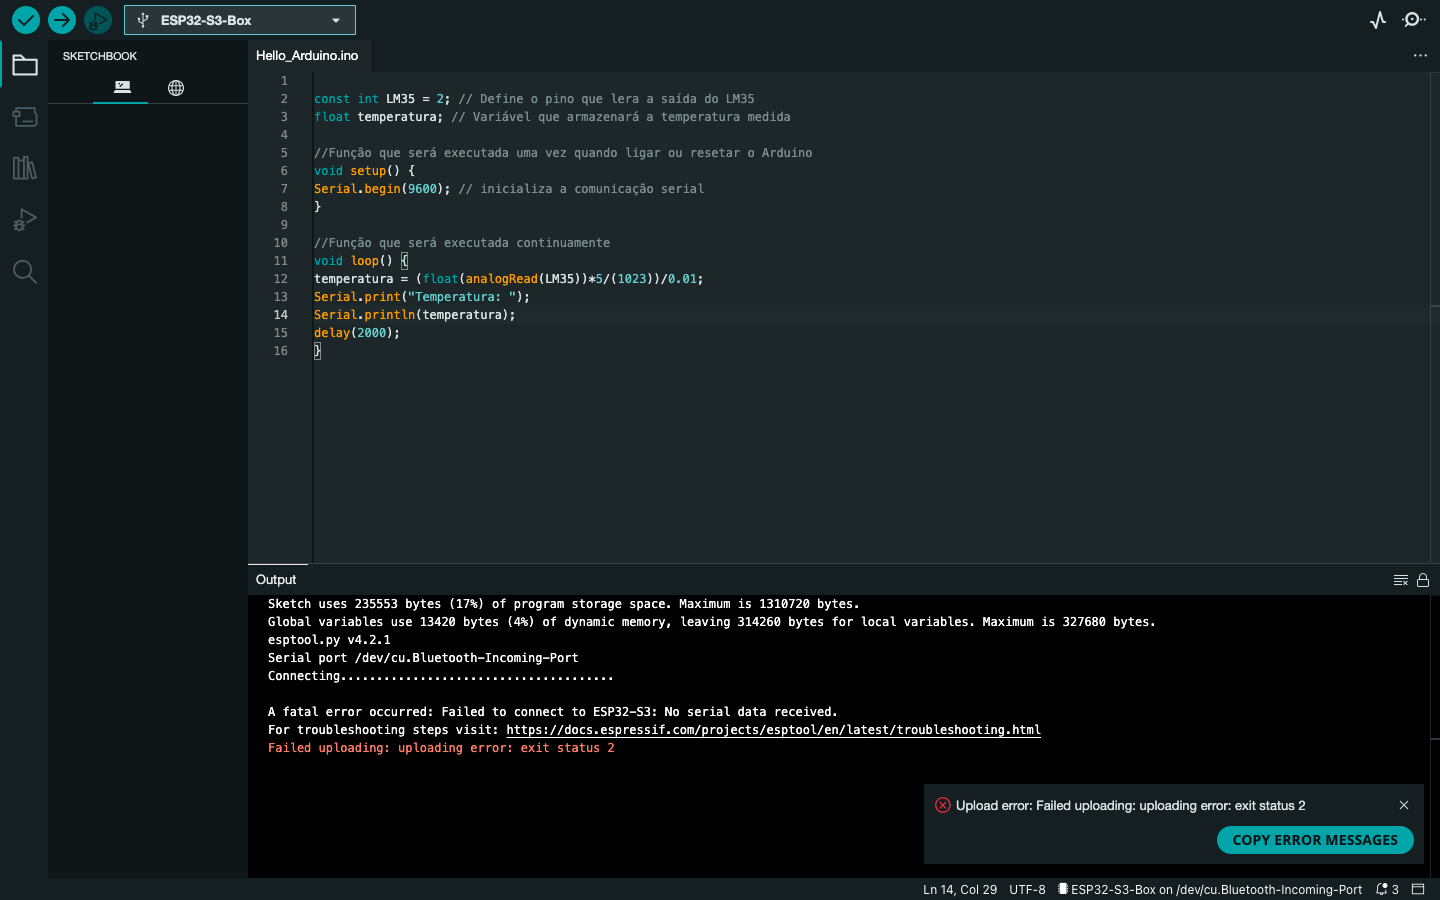 ESP32-S3-Box
SKETCHBOOK
Hello_Arduino.ino
1
2 const int LM35 = 2; // Define o pino que lera a saída do LM35
3 float temperatura; // Variável que armazenará a temperatura medida
4
5 //Função que será executada uma vez quando ligar ou resetar o Arduino
6 void setup() {
7 Serial.begin(9600); // inicializa a comunicação serial
8 }
9
10 //Função que será executada continuamente
11 void loop() {
12 temperatura = (float(analogRead(LM35))*5/(1023))/0.01;
13 Serial.print("Temperatura: ");
14 Serial.println(temperatura);
15 delay(2000);
16 }
Output
Sketch uses 235553 bytes (17%) of program storage space. Maximum is 1310720 bytes.
Global variables use 13420 bytes (4%) of dynamic memory, leaving 314260 bytes for local variables. Maximum is 327680 bytes.
esptool.py v4.2.1
Serial port /dev/cu.Bluetooth-Incoming-Port
Connecting......................................
A fatal error occurred: Failed to connect to ESP32-S3: No serial data received.
For troubleshooting steps visit: https://docs.espressif.com/projects/esptool/en/latest/troubleshooting.html
Failed uploading: uploading error: exit status 2
Upload error: Failed uploading: uploading error: exit status 2
COPY ERROR MESSAGES
Ln 14, Col 29 UTF-8 ESP32-S3-Box on /dev/cu.Bluetooth-Incoming-Port 3